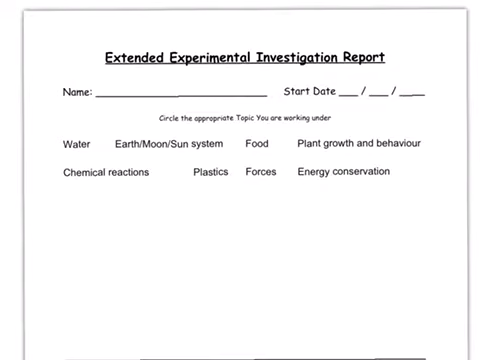 Extended Experimental Investigation Report
Name: ______________________________ Start Date ___ / ___ / ____
Circle the appropriate Topic You are working under
Water Earth/Moon/Sun system Food Plant growth and behaviour
Chemical reactions Plastics Forces Energy conservation